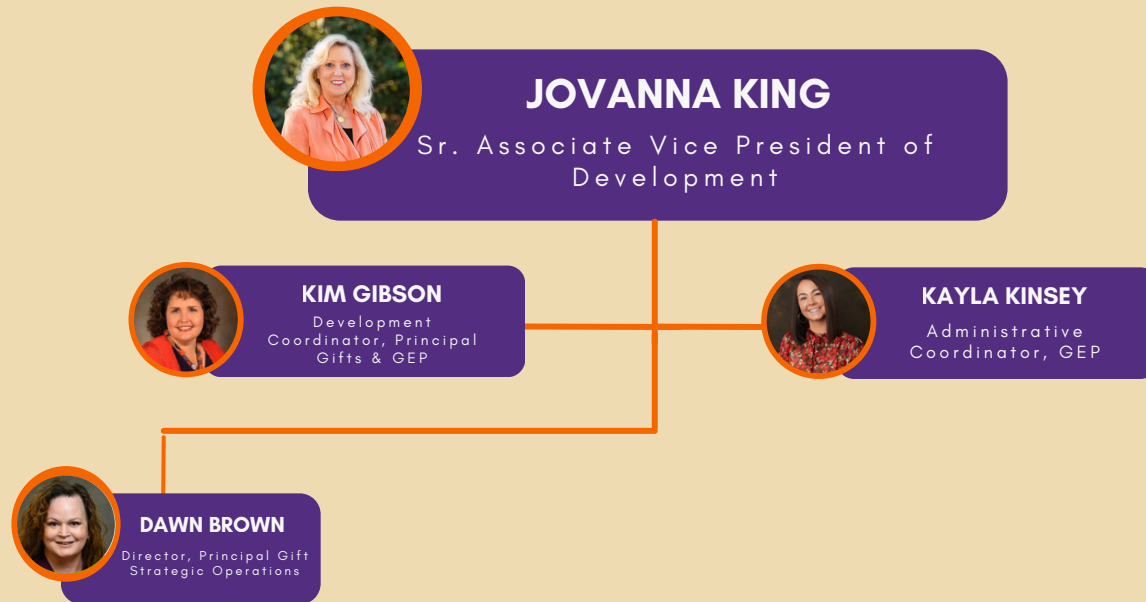 JOVANNA KING
Sr. Associate Vice President of
Development
KIM GIBSON
Development
Coordinator, Principal
Gifts & GEP
KAYLA KINSEY
Administrative
Coordinator, GEP
DAWN BROWN
Director, Principal Gift
Strategic Operations